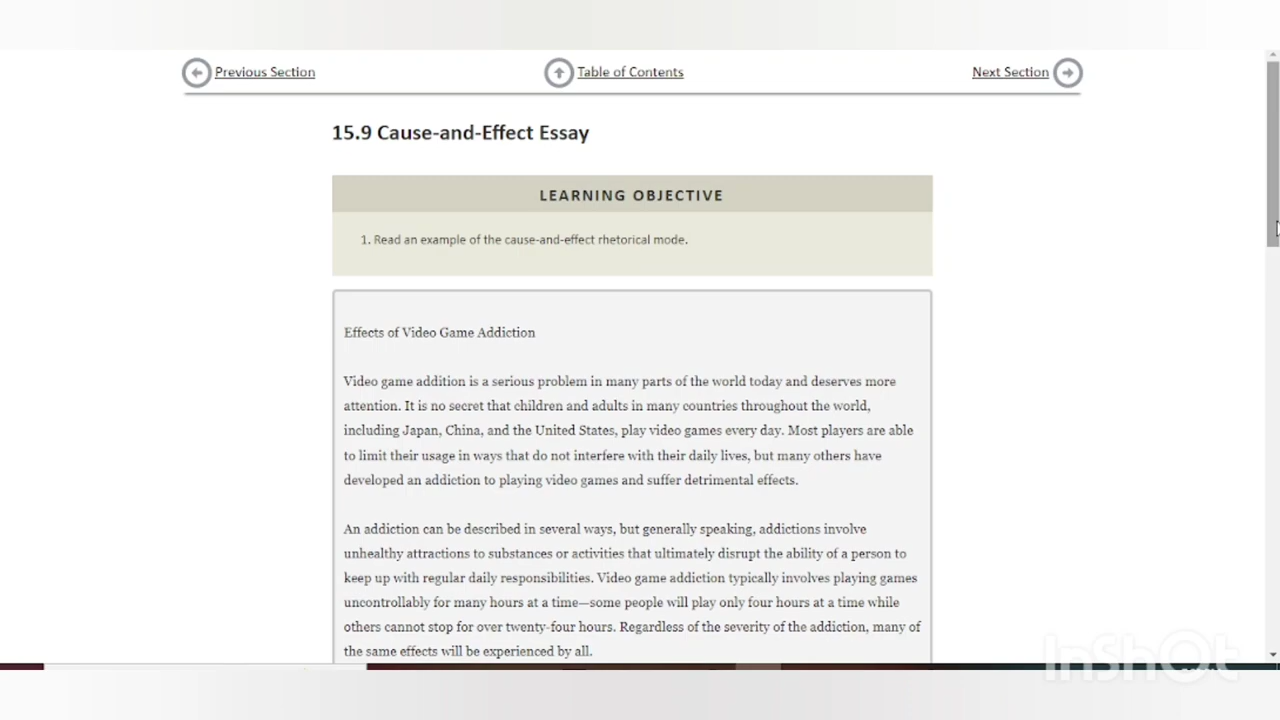 Previous Section
Table of Contents
Next Section
15.9 Cause-and-Effect Essay
LEARNING OBJECTIVE
1. Read an example of the cause-and-effect rhetorical mode.
Effects of Video Game Addiction
Video game addition is a serious problem in many parts of the world today and deserves more
attention. It is no secret that children and adults in many countries throughout the world,
including Japan, China, and the United States, play video games every day. Most players are able
to limit their usage in ways that do not interfere with their daily lives, but many others have
developed an addiction to playing video games and suffer detrimental effects.
An addiction can be described in several ways, but generally speaking, addictions involve
unhealthy attractions to substances or activities that ultimately disrupt the ability of a person to
keep up with regular daily responsibilities. Video game addiction typically involves playing games
uncontrollably for many hours at a time—some people will play only four hours at a time while
others cannot stop for over twenty-four hours. Regardless of the severity of the addiction, many of
the same effects will be experienced by all.
InShOt